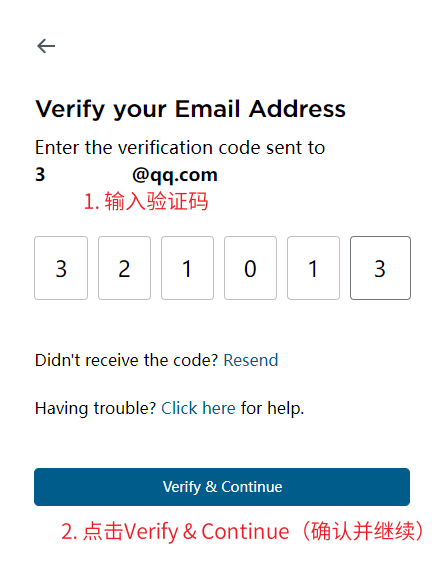 Verify your Email Address
Enter the verification code sent to
3 @qq.com
1. 输入验证码
3 2 1 0 1 3
Didn't receive the code? Resend
Having trouble? Click here for help.
Verify & Continue
2. 点击Verify & Continue（确认并继续）